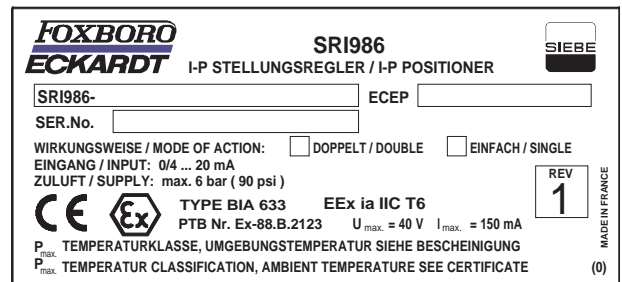 FOXBORO
ECKARDT
SRI986
I-P STELLUNGSREGLER / I-P POSITIONER
SIEBE
SRI986-
ECEP
SER.No.
WIRKUNGSWEISE / MODE OF ACTION: DOPPELT / DOUBLE EINFACH / SINGLE
EINGANG / INPUT: 0/4 ... 20 mA
ZULUFT / SUPPLY: max. 6 bar ( 90 psi )
REV
1
MADE IN FRANCE
CE Ex TYPE BIA 633 EEx ia IIC T6
PTB Nr. Ex-88.B.2123 U max. = 40 V I max. = 150 mA
P max. TEMPERATURKLASSE, UMGEBUNGSTEMPERATUR SIEHE BESCHEINIGUNG
P max. TEMPERATUR CLASSIFICATION, AMBIENT TEMPERATURE SEE CERTIFICATE (0)